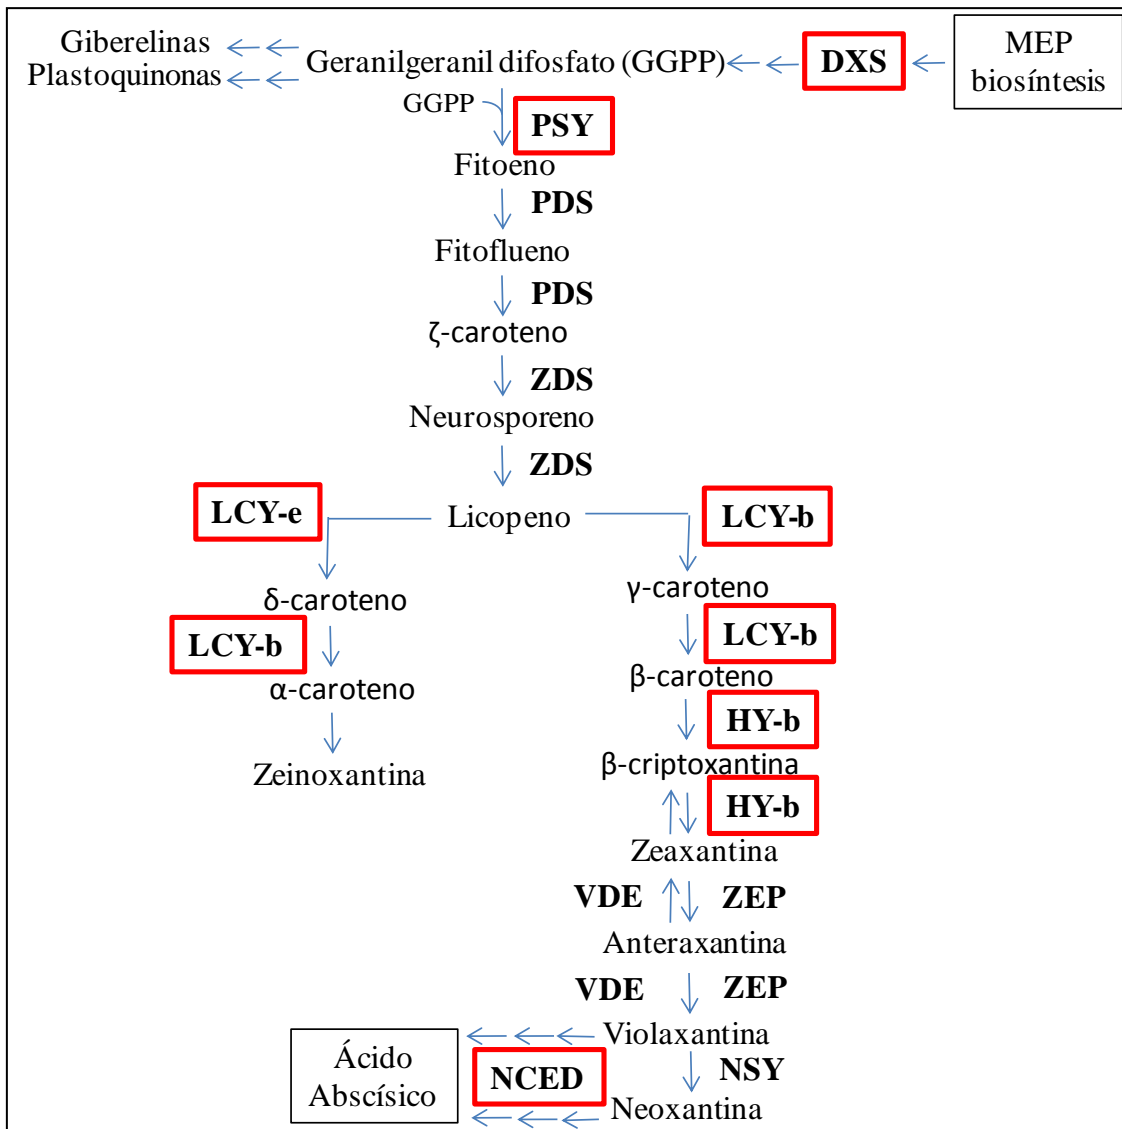 Giberelinas
Plastoquinonas
Geranilgeranil difosfato (GGPP)
DXS
MEP
biosíntesis
GGPP
PSY
Fitoeno
PDS
Fitoflueno
PDS
ζ-caroteno
ZDS
Neurosporeno
ZDS
LCY-e
Licopeno
LCY-b
δ-caroteno
γ-caroteno
LCY-b
LCY-b
α-caroteno
β-caroteno
HY-b
Zeinoxantina
β-criptoxantina
HY-b
Zeaxantina
VDE
ZEP
Anteraxantina
VDE
ZEP
Violaxantina
Ácido
Abscísico
NCED
NSY
Neoxantina